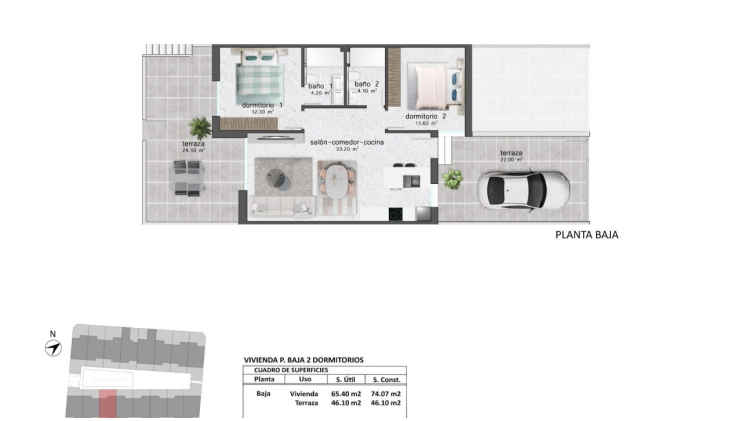 baño 1
4.20 m²
baño 2
4.10 m²
dormitorio 1
12.30 m²
dormitorio 2
11.60 m²
salón-comedor-cocina
33.20 m²
terraza
24.10 m²
terraza
22.00 m²
PLANTA BAJA
N
VIVIENDA P. BAJA 2 DORMITORIOS
CUADRO DE SUPERFICIES
Planta Uso S. Útil S. Const.
Baja Vivienda 65.40 m2 74.07 m2
Terraza 46.10 m2 46.10 m2